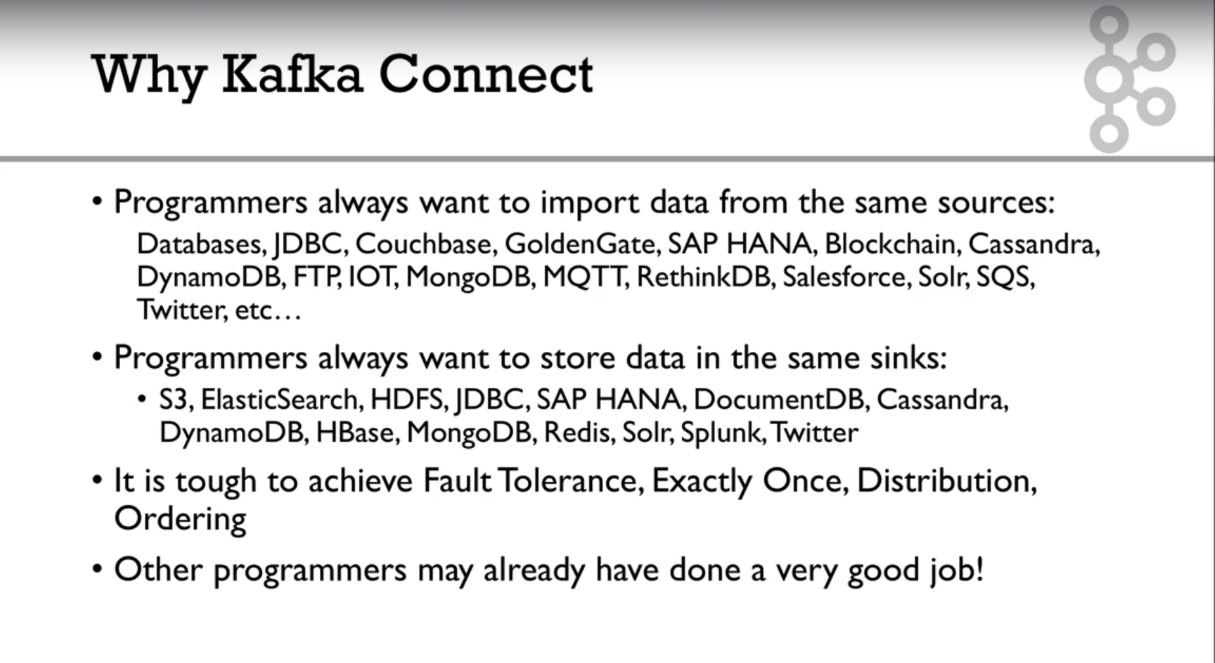 Why Kafka Connect
• Programmers always want to import data from the same sources:
Databases, JDBC, Couchbase, GoldenGate, SAP HANA, Blockchain, Cassandra,
DynamoDB, FTP, IOT, MongoDB, MQTT, RethinkDB, Salesforce, Solr, SQS,
Twitter, etc…
• Programmers always want to store data in the same sinks:
• S3, ElasticSearch, HDFS, JDBC, SAP HANA, DocumentDB, Cassandra,
DynamoDB, HBase, MongoDB, Redis, Solr, Splunk, Twitter
• It is tough to achieve Fault Tolerance, Exactly Once, Distribution,
Ordering
• Other programmers may already have done a very good job!